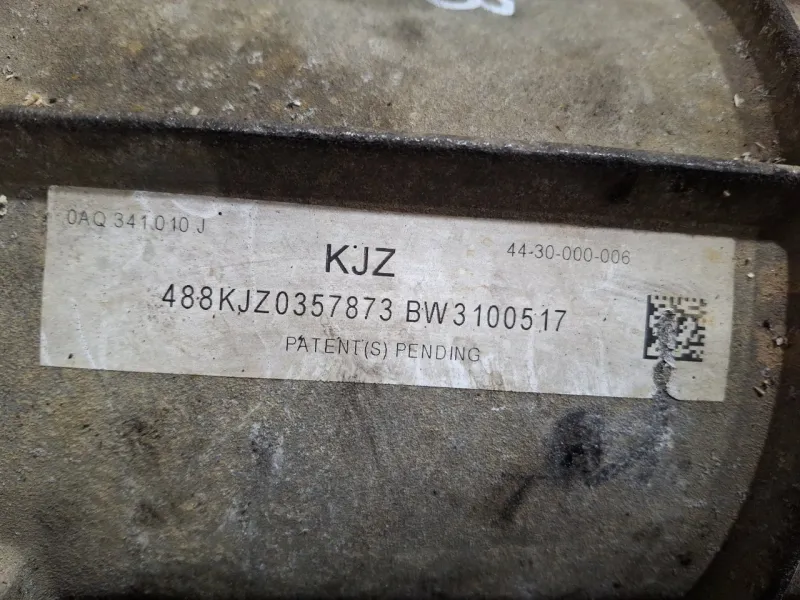 0AQ 341 010 J
KJZ
44-30-000-006
488KJZ0357873 BW3100517
PATENT(S) PENDING